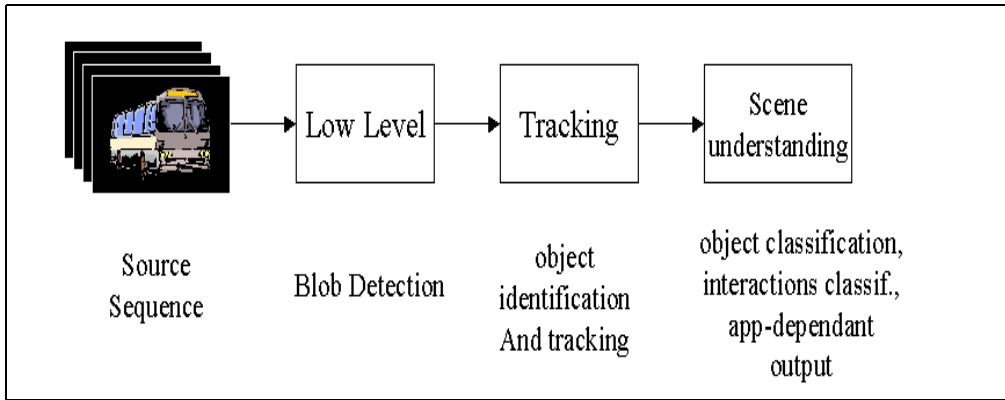 Low Level
Tracking
Scene
understanding
Source
Sequence
Blob Detection
object
identification
And tracking
object classification,
interactions classif.,
app-dependant
output